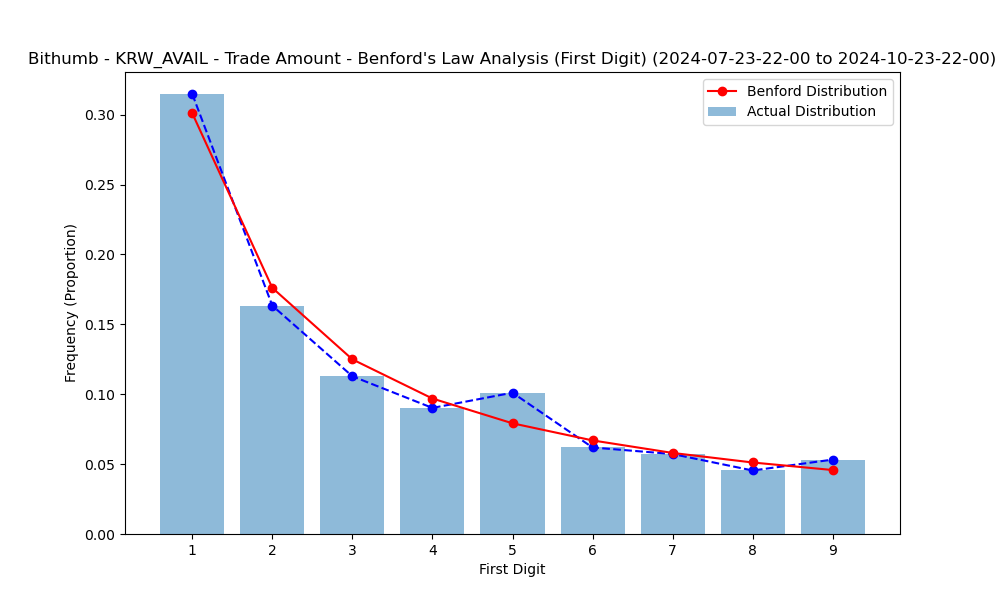 Bithumb - KRW_AVAIL - Trade Amount - Benford's Law Analysis (First Digit) (2024-07-23-22-00 to 2024-10-23-22-00)
Benford Distribution
Actual Distribution
Frequency (Proportion)
0.30
0.25
0.20
0.15
0.10
0.05
0.00
1 2 3 4 5 6 7 8 9
First Digit